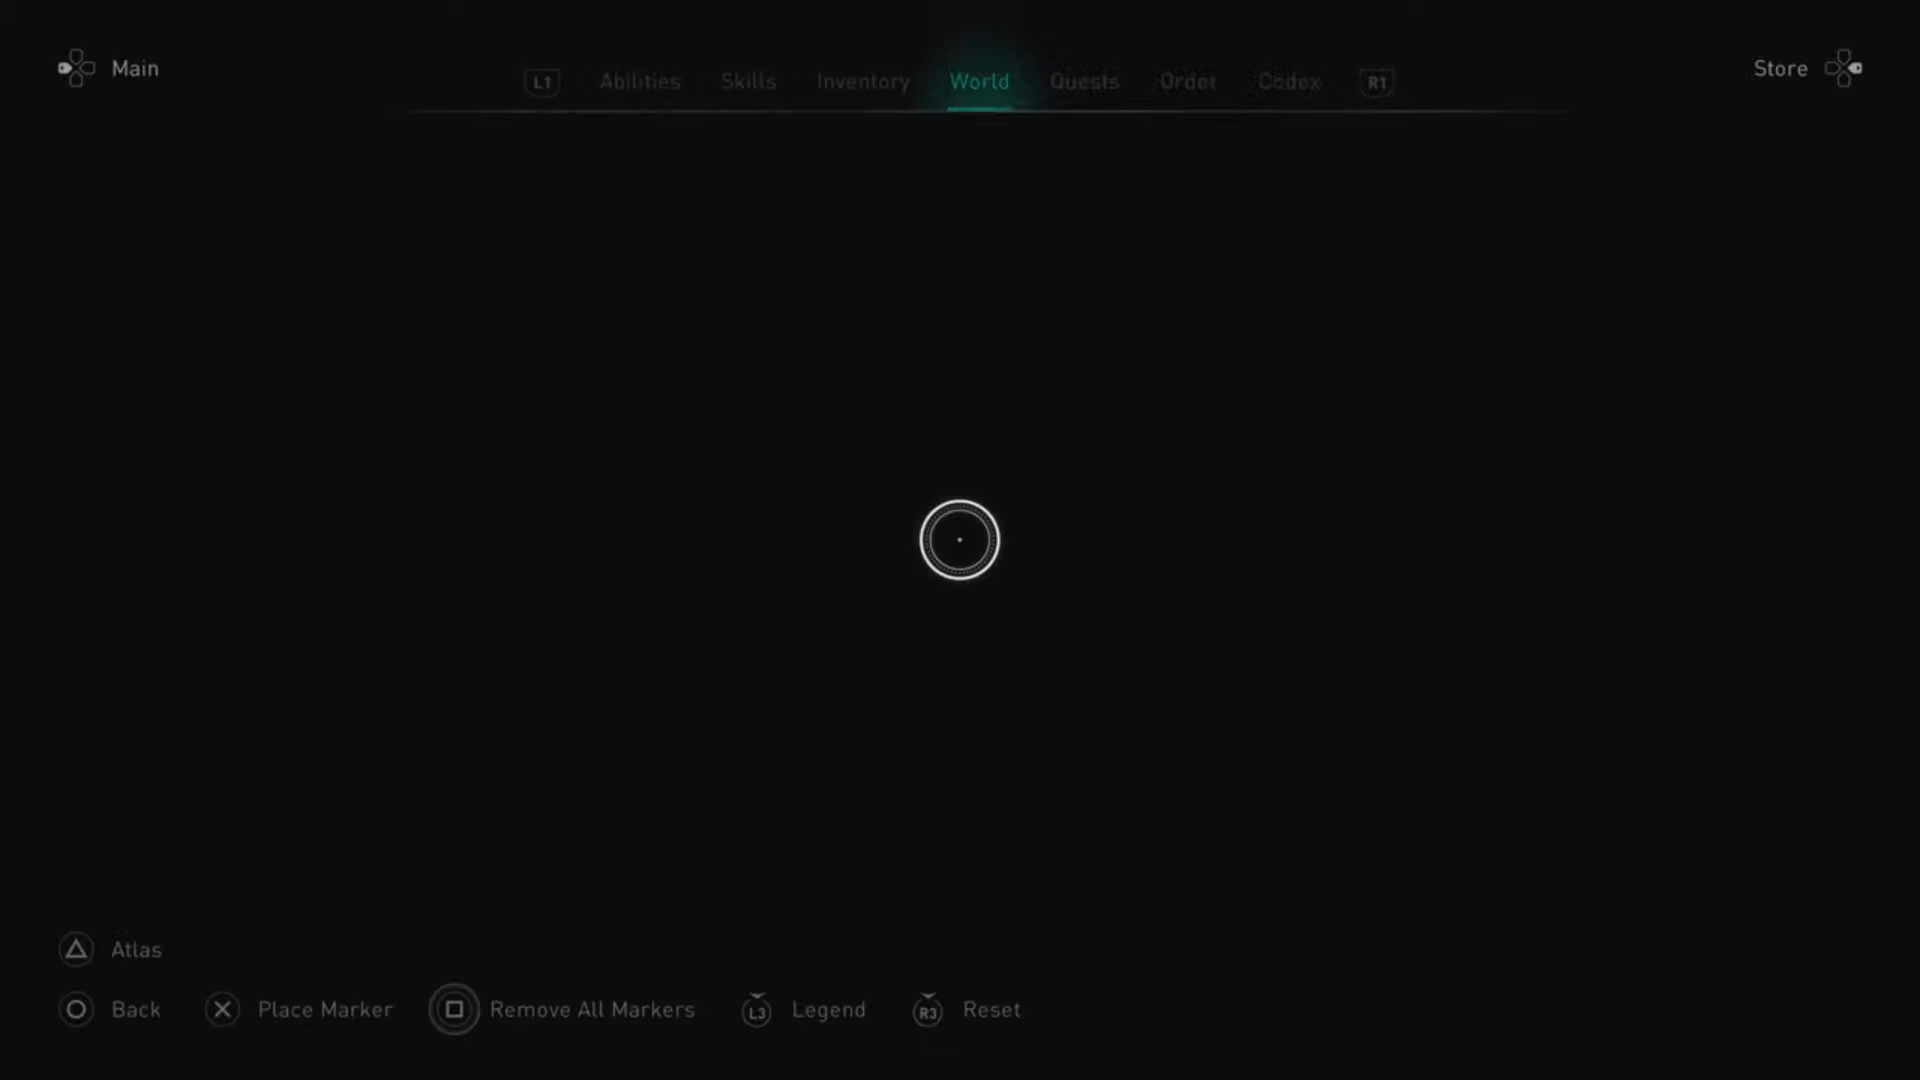 Main
L1 Abilities Skills Inventory World Quests Order Codex R1
Store
Atlas
Back Place Marker Remove All Markers L3 Legend R3 Reset